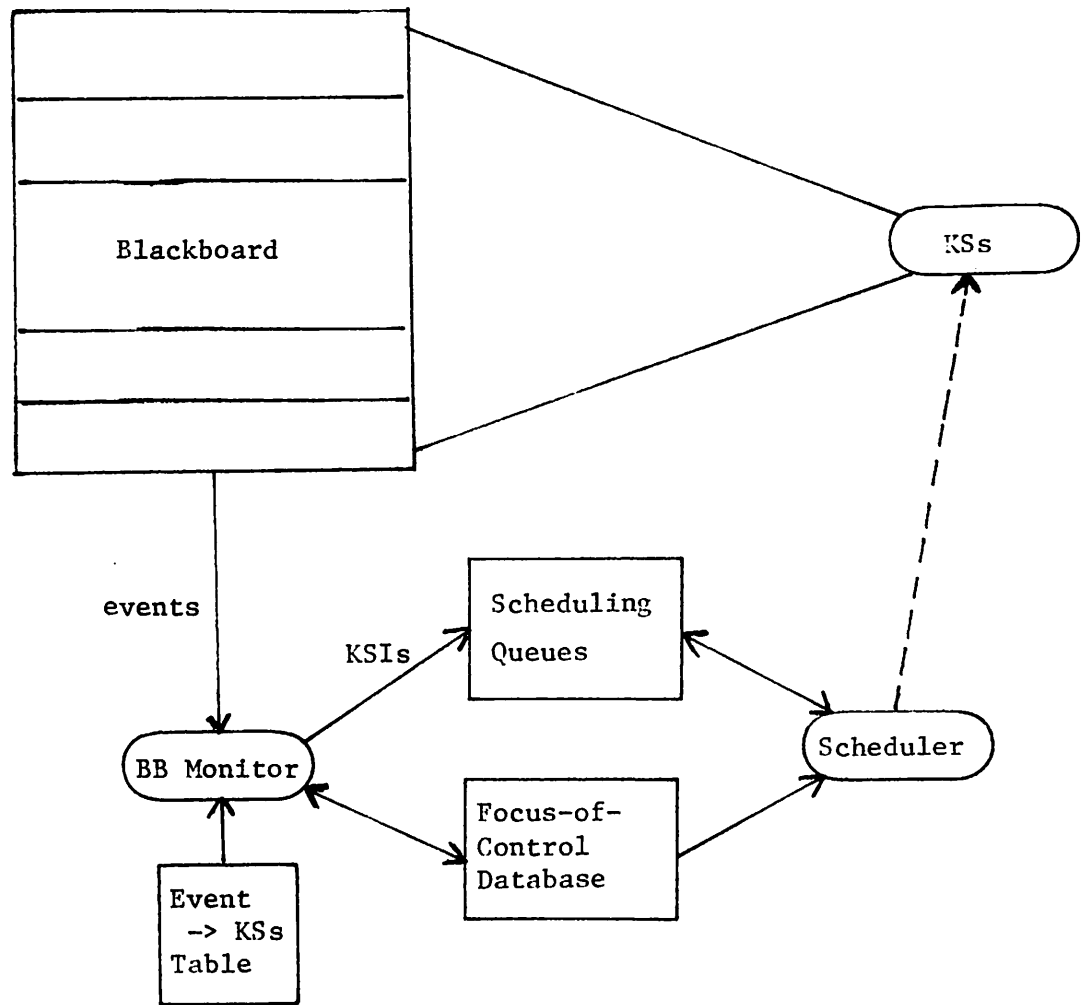 Blackboard
KSs
events
KSIs
Scheduling
Queues
BB Monitor
Scheduler
Focus-of-
Control
Database
Event
-> KSs
Table